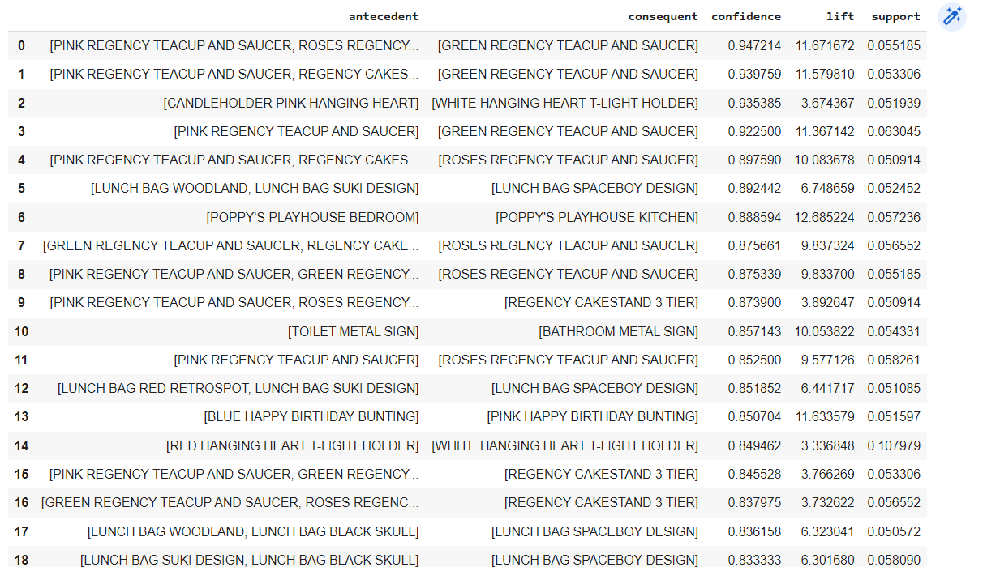 antecedent consequent confidence lift support
0 [PINK REGENCY TEACUP AND SAUCER, ROSES REGENCY... [GREEN REGENCY TEACUP AND SAUCER] 0.947214 11.671672 0.055185
1 [PINK REGENCY TEACUP AND SAUCER, REGENCY CAKES... [GREEN REGENCY TEACUP AND SAUCER] 0.939759 11.579810 0.053306
2 [CANDLEHOLDER PINK HANGING HEART] [WHITE HANGING HEART T-LIGHT HOLDER] 0.935385 3.674367 0.051939
3 [PINK REGENCY TEACUP AND SAUCER] [GREEN REGENCY TEACUP AND SAUCER] 0.922500 11.367142 0.063045
4 [PINK REGENCY TEACUP AND SAUCER, REGENCY CAKES... [ROSES REGENCY TEACUP AND SAUCER] 0.897590 10.083678 0.050914
5 [LUNCH BAG WOODLAND, LUNCH BAG SUKI DESIGN] [LUNCH BAG SPACEBOY DESIGN] 0.892442 6.748659 0.052452
6 [POPPY'S PLAYHOUSE BEDROOM] [POPPY'S PLAYHOUSE KITCHEN] 0.888594 12.685224 0.057236
7 [GREEN REGENCY TEACUP AND SAUCER, REGENCY CAKE... [ROSES REGENCY TEACUP AND SAUCER] 0.875661 9.837324 0.056552
8 [PINK REGENCY TEACUP AND SAUCER, GREEN REGENCY... [ROSES REGENCY TEACUP AND SAUCER] 0.875339 9.833700 0.055185
9 [PINK REGENCY TEACUP AND SAUCER, ROSES REGENCY... [REGENCY CAKESTAND 3 TIER] 0.873900 3.892647 0.050914
10 [TOILET METAL SIGN] [BATHROOM METAL SIGN] 0.857143 10.053822 0.054331
11 [PINK REGENCY TEACUP AND SAUCER] [ROSES REGENCY TEACUP AND SAUCER] 0.852500 9.577126 0.058261
12 [LUNCH BAG RED RETROSPOT, LUNCH BAG SUKI DESIGN] [LUNCH BAG SPACEBOY DESIGN] 0.851852 6.441717 0.051085
13 [BLUE HAPPY BIRTHDAY BUNTING] [PINK HAPPY BIRTHDAY BUNTING] 0.850704 11.633579 0.051597
14 [RED HANGING HEART T-LIGHT HOLDER] [WHITE HANGING HEART T-LIGHT HOLDER] 0.849462 3.336848 0.107979
15 [PINK REGENCY TEACUP AND SAUCER, GREEN REGENCY... [REGENCY CAKESTAND 3 TIER] 0.845528 3.766269 0.053306
16 [GREEN REGENCY TEACUP AND SAUCER, ROSES REGENC... [REGENCY CAKESTAND 3 TIER] 0.837975 3.732622 0.056552
17 [LUNCH BAG WOODLAND, LUNCH BAG BLACK SKULL] [LUNCH BAG SPACEBOY DESIGN] 0.836158 6.323041 0.050572
18 [LUNCH BAG SUKI DESIGN, LUNCH BAG BLACK SKULL] [LUNCH BAG SPACEBOY DESIGN] 0.833333 6.301680 0.058090